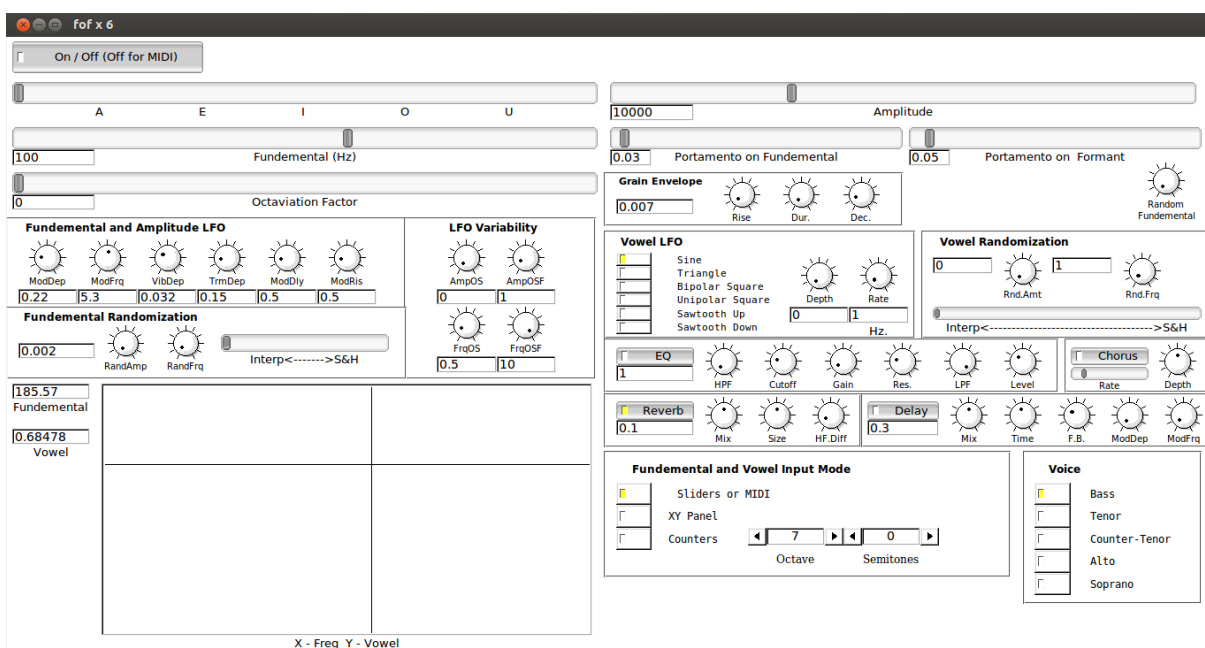 fof x 6
On / Off (Off for MIDI)
A E I O U
10000 Amplitude
100 Fundemental (Hz)
0.03 Portamento on Fundemental
0.05 Portamento on Formant
0 Octaviation Factor
Grain Envelope
0.007
Rise Dur. Dec.
Random
Fundemental
Fundemental and Amplitude LFO
ModDep ModFrq VibDep TrmDep ModDly ModRis
0.22 5.3 0.032 0.15 0.5 0.5
LFO Variability
AmpOS AmpOSF
0 1
FrqOS FrqOSF
0.5 10
Fundemental Randomization
0.002
RandAmp RandFrq
Interp<------->S&H
Vowel LFO
Sine
Triangle
Bipolar Square
Unipolar Square
Sawtooth Up
Sawtooth Down
Depth Rate
0 1
Hz.
Vowel Randomization
0 1
Rnd.Amt Rnd.Frq
Interp<------------------------------------->S&H
EQ
1
HPF Cutoff Gain Res. LPF Level
Chorus
Rate Depth
Reverb
0.1
Mix Size HF.Diff
Delay
0.3
Mix Time F.B. ModDep ModFrq
185.57
Fundemental
0.68478
Vowel
X - Freq Y - Vowel
Fundemental and Vowel Input Mode
Sliders or MIDI
XY Panel
Counters
7 0
Octave Semitones
Voice
Bass
Tenor
Counter-Tenor
Alto
Soprano